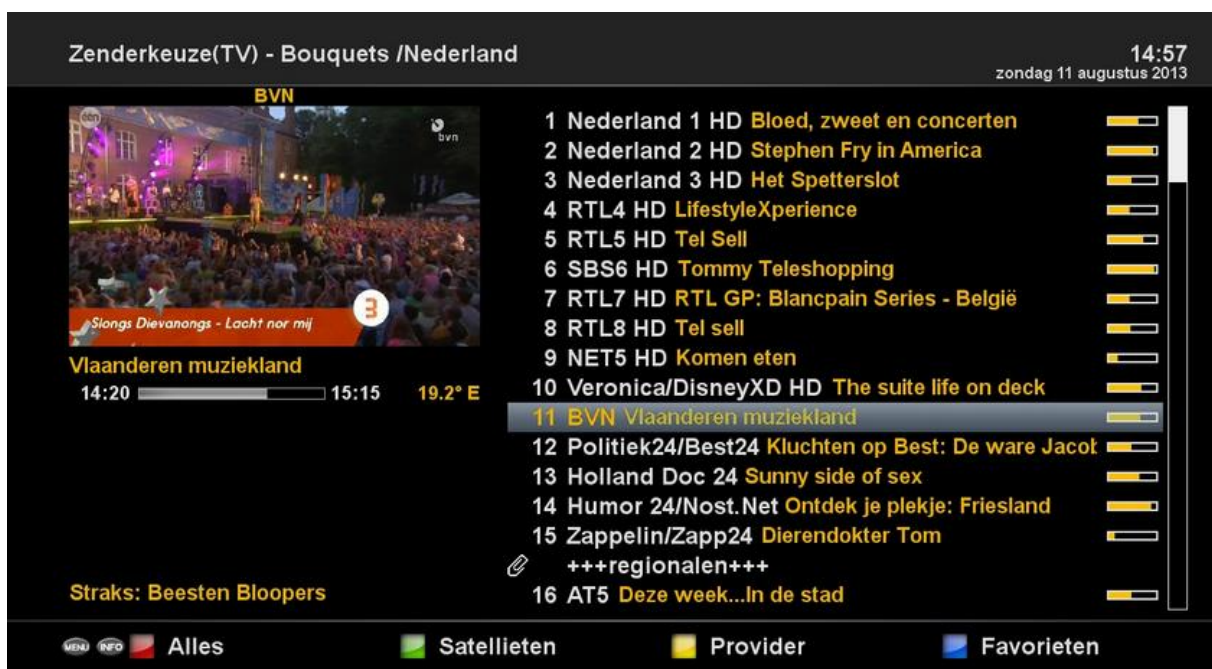 Zenderkeuze(TV) - Bouquets /Nederland
14:57
zondag 11 augustus 2013
BVN
één
bvn
3
Slongs Dievanongs - Lacht nor mij
Vlaanderen muziekland
14:20 15:15 19.2° E
Straks: Beesten Bloopers
1 Nederland 1 HD Bloed, zweet en concerten
2 Nederland 2 HD Stephen Fry in America
3 Nederland 3 HD Het Spetterslot
4 RTL4 HD LifestyleXperience
5 RTL5 HD Tel Sell
6 SBS6 HD Tommy Teleshopping
7 RTL7 HD RTL GP: Blancpain Series - België
8 RTL8 HD Tel sell
9 NET5 HD Komen eten
10 Veronica/DisneyXD HD The suite life on deck
11 BVN Vlaanderen muziekland
12 Politiek24/Best24 Kluchten op Best: De ware Jacob
13 Holland Doc 24 Sunny side of sex
14 Humor 24/Nost.Net Ontdek je plekje: Friesland
15 Zappelin/Zapp24 Dierendokter Tom
+++regionalen+++
16 AT5 Deze week...In de stad
MENU INFO Alles Satellieten Provider Favorieten